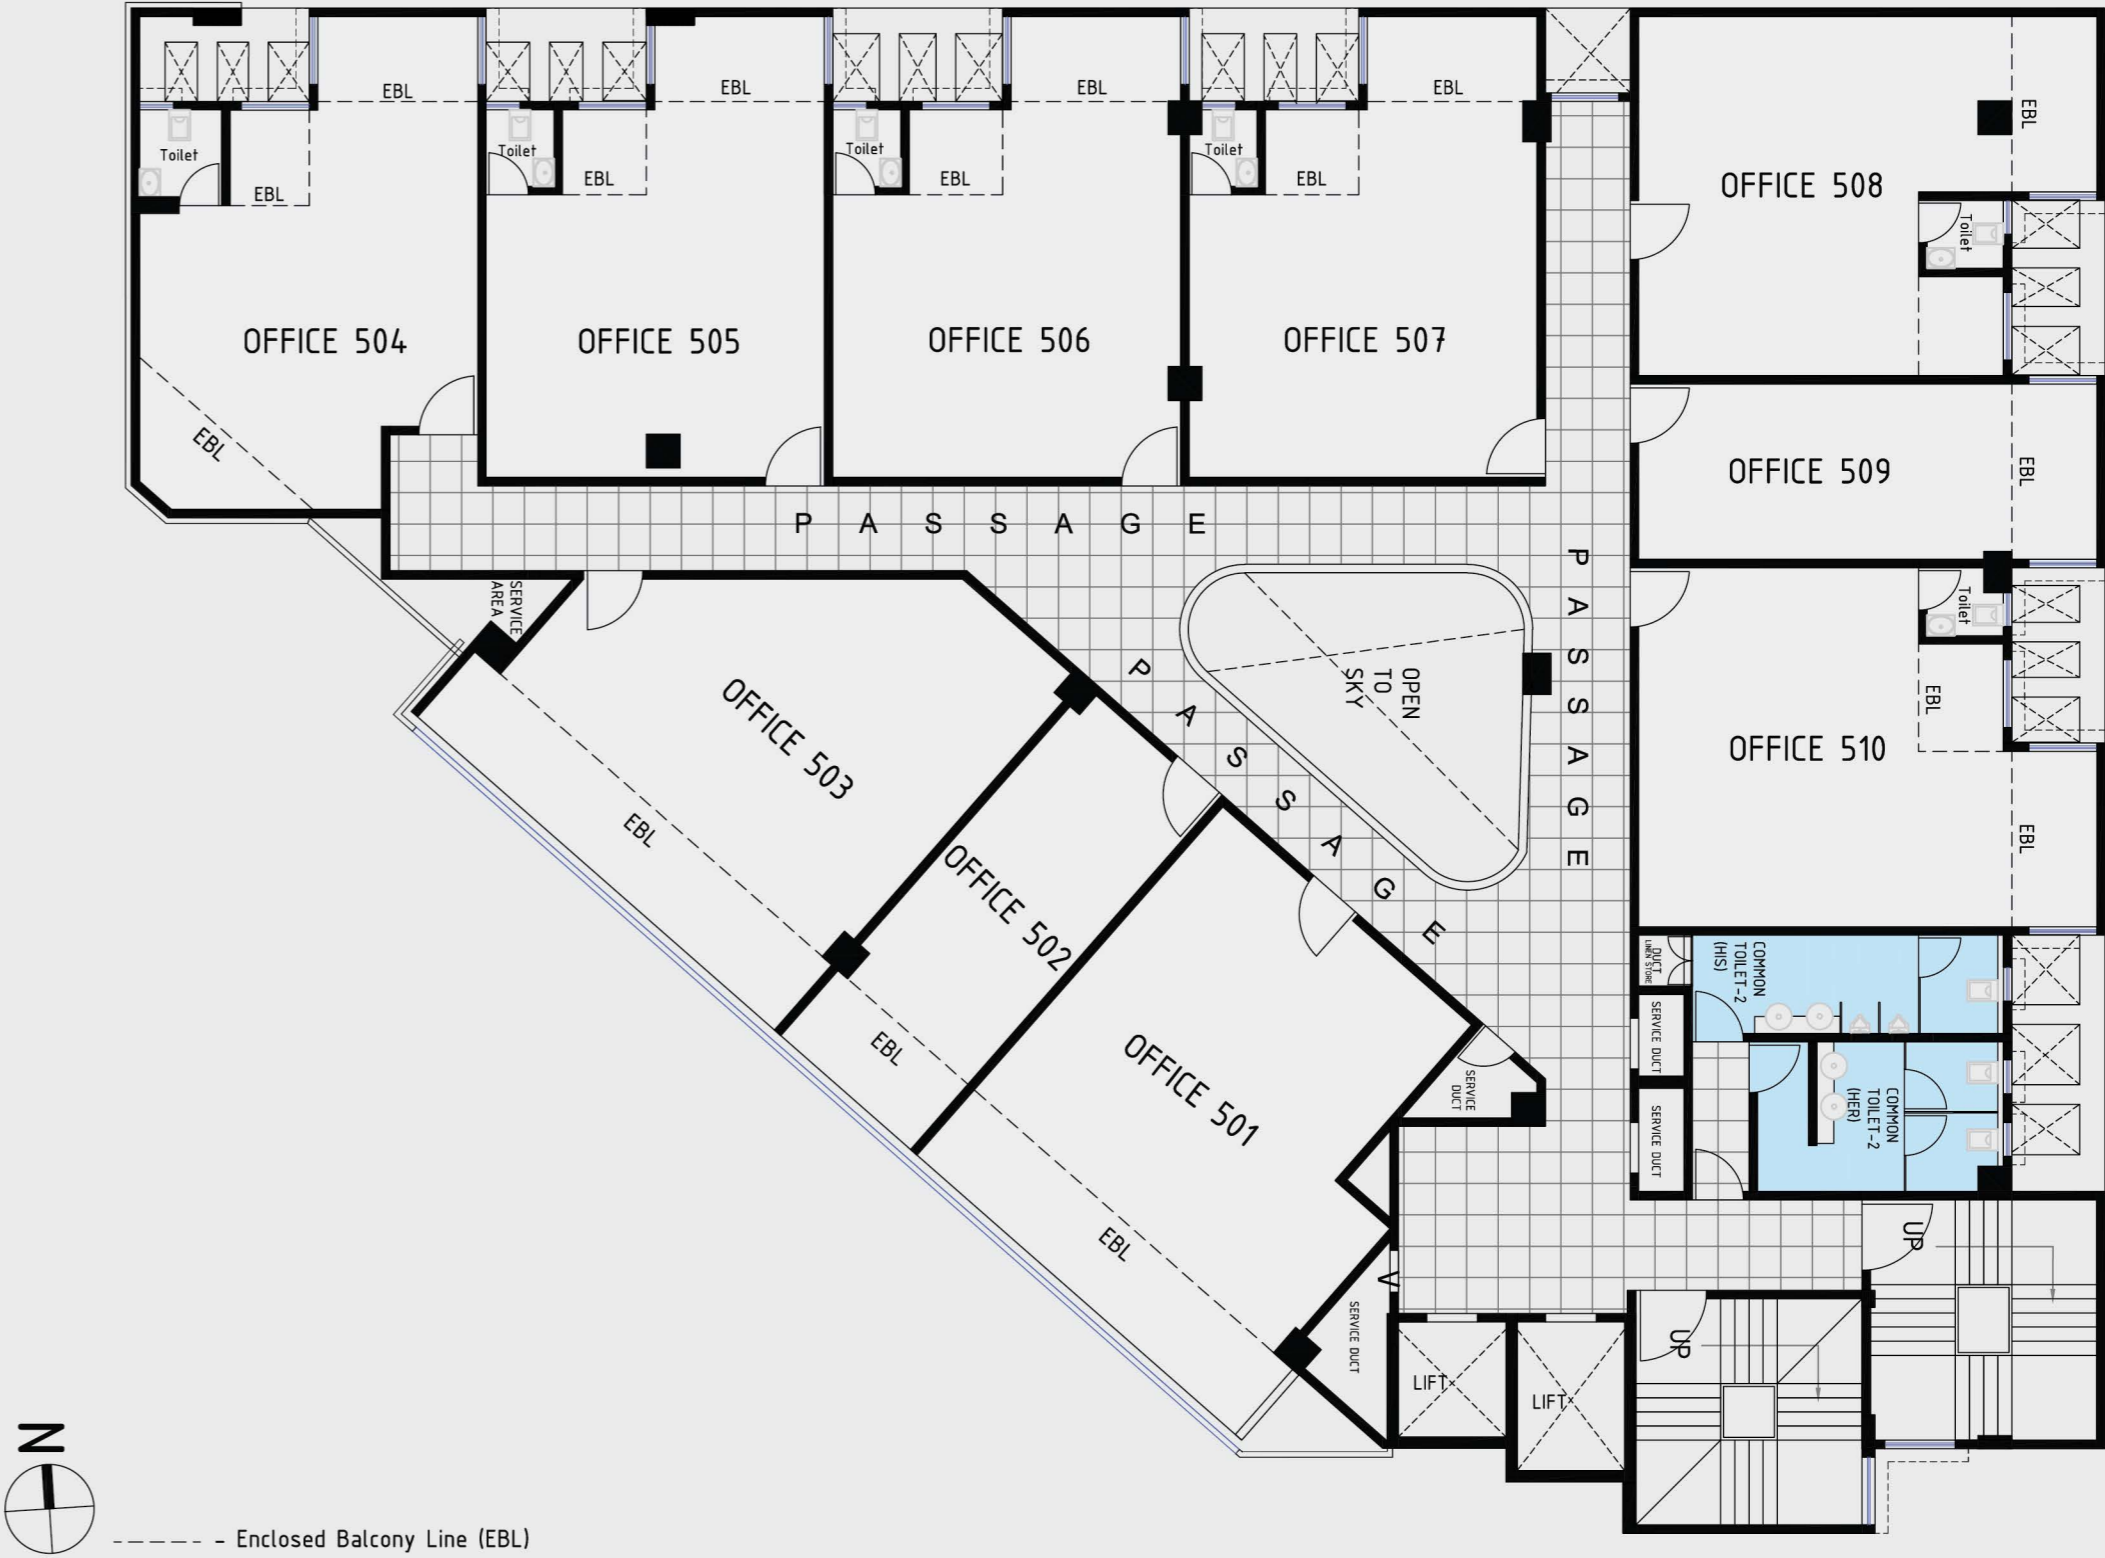 EBL
EBL
EBL
EBL
EBL
Toilet
Toilet
Toilet
Toilet
EBL
EBL
EBL
EBL
OFFICE 508
Toilet
OFFICE 504
OFFICE 505
OFFICE 506
OFFICE 507
EBL
OFFICE 509
EBL
PASSAGE
PASSAGE
PASSAGE
SERVICE
AREA
Toilet
OPEN
TO
SKY
EBL
OFFICE 503
OFFICE 510
EBL
EBL
OFFICE 502
EBL
DUCT
LINEN STORE
COMMON
TOILET-2
(HIS)
SERVICE DUCT
OFFICE 501
SERVICE
DUCT
SERVICE DUCT
COMMON
TOILET-2
(HER)
EBL
V
SERVICE DUCT
UP
UP
LIFT
LIFT
N
- Enclosed Balcony Line (EBL)